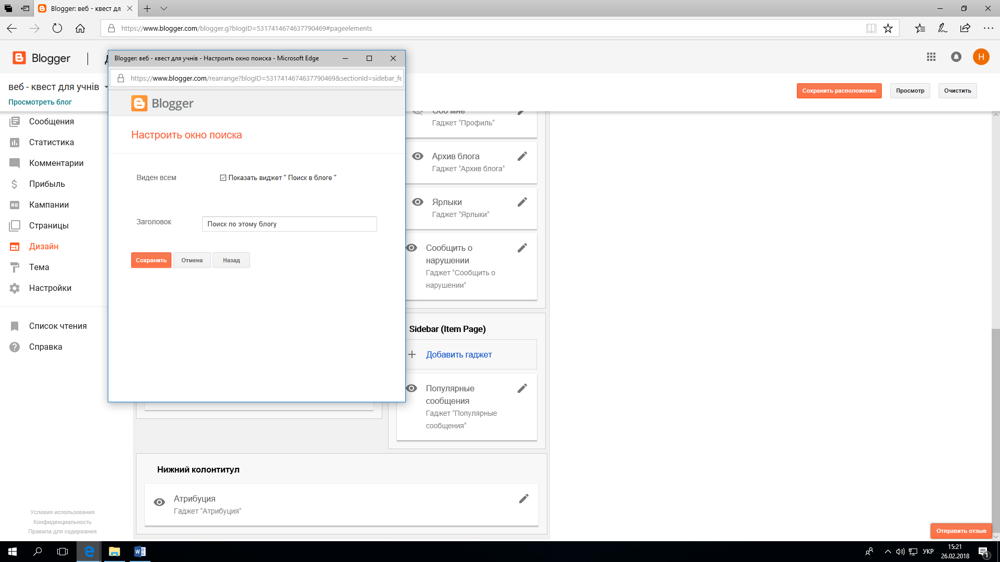 Blogger: веб - квест дл
https://www.blogger.com/blogger.g?blogID=5317414674637790469#pageelements
Blogger
Н
веб - квест для учнів
Просмотреть блог
Сохранить расположение
Просмотр
Очистить
Сообщения
Статистика
Комментарии
Прибыль
Кампании
Страницы
Дизайн
Тема
Настройки
Список чтения
Справка
Условия использования
Конфиденциальность
Правила для содержания
Blogger: веб - квест для учнів - Настроить окно поиска - Microsoft Edge
https://www.blogger.com/rearrange?blogID=5317414674637790469&sectionId=sidebar_fe
Blogger
Настроить окно поиска
Виден всем
Показать виджет " Поиск в блоге "
Заголовок
Поиск по этому блогу
Сохранить
Отмена
Назад
Обо мне
Гаджет "Профиль"
Архив блога
Гаджет "Архив блога"
Ярлыки
Гаджет "Ярлыки"
Сообщить о
нарушении
Гаджет "Сообщить о
нарушении"
Sidebar (Item Page)
Добавить гаджет
Популярные
сообщения
Гаджет "Популярные
сообщения"
Нижний колонтитул
Атрибуция
Гаджет "Атрибуция"
Отправить отзыв
УКР
15:21
26.02.2018
1